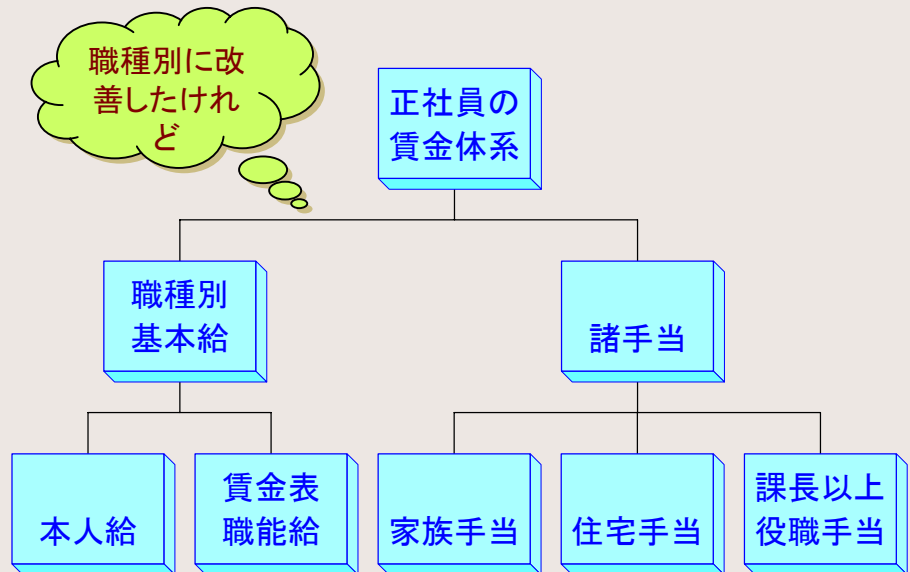 職種別に改
善したけれ
ど
正社員の
賃金体系
職種別
基本給
諸手当
本人給
賃金表
職能給
家族手当
住宅手当
課長以上
役職手当